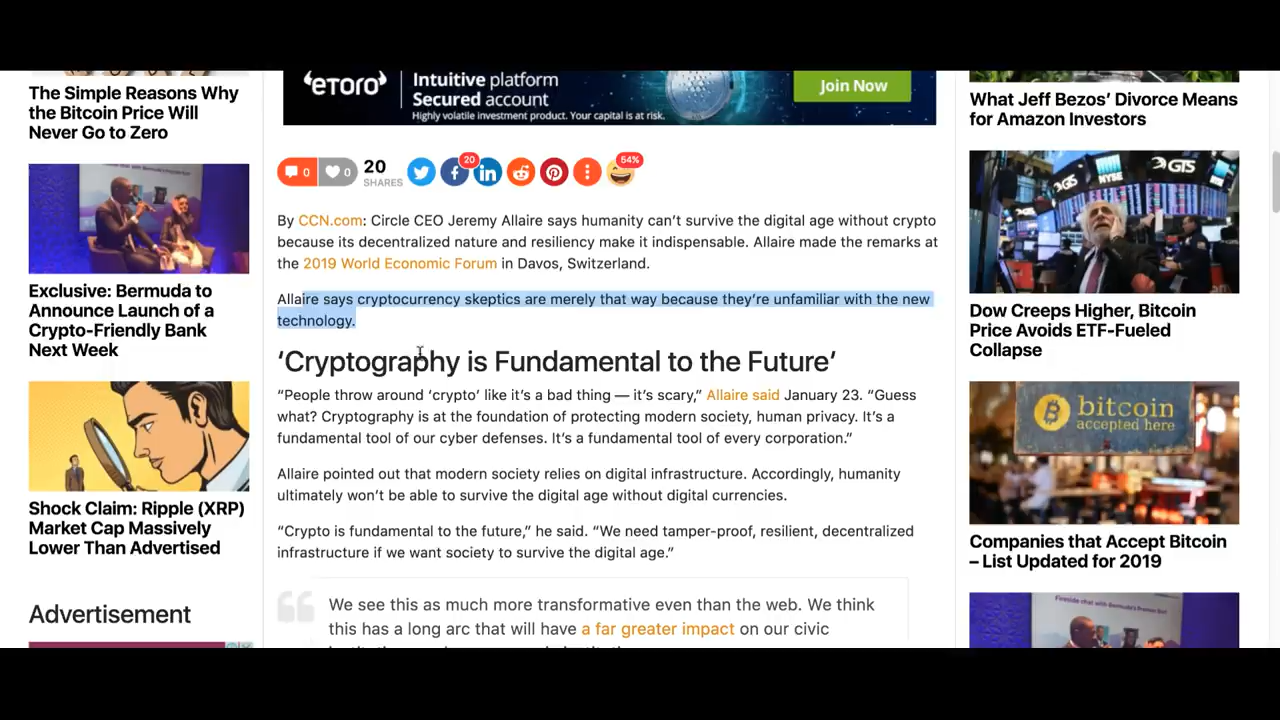 The Simple Reasons Why
the Bitcoin Price Will
Never Go to Zero
Exclusive: Bermuda to
Announce Launch of a
Crypto-Friendly Bank
Next Week
Shock Claim: Ripple (XRP)
Market Cap Massively
Lower Than Advertised
Advertisement
eToro
Intuitive platform
Secured account
Highly volatile investment product. Your capital is at risk.
Join Now
0
0
20
SHARES
20
54%
By CCN.com: Circle CEO Jeremy Allaire says humanity can’t survive the digital age without crypto
because its decentralized nature and resiliency make it indispensable. Allaire made the remarks at
the 2019 World Economic Forum in Davos, Switzerland.
Allaire says cryptocurrency skeptics are merely that way because they’re unfamiliar with the new
technology.
‘Cryptography is Fundamental to the Future’
“People throw around ‘crypto’ like it’s a bad thing — it’s scary,” Allaire said January 23. “Guess
what? Cryptography is at the foundation of protecting modern society, human privacy. It’s a
fundamental tool of our cyber defenses. It’s a fundamental tool of every corporation.”
Allaire pointed out that modern society relies on digital infrastructure. Accordingly, humanity
ultimately won’t be able to survive the digital age without digital currencies.
“Crypto is fundamental to the future,” he said. “We need tamper-proof, resilient, decentralized
infrastructure if we want society to survive the digital age.”
We see this as much more transformative even than the web. We think
this has a long arc that will have a far greater impact on our civic
What Jeff Bezos’ Divorce Means
for Amazon Investors
GTS
NYSE
Dow Creeps Higher, Bitcoin
Price Avoids ETF-Fueled
Collapse
bitcoin
accepted here
Companies that Accept Bitcoin
– List Updated for 2019